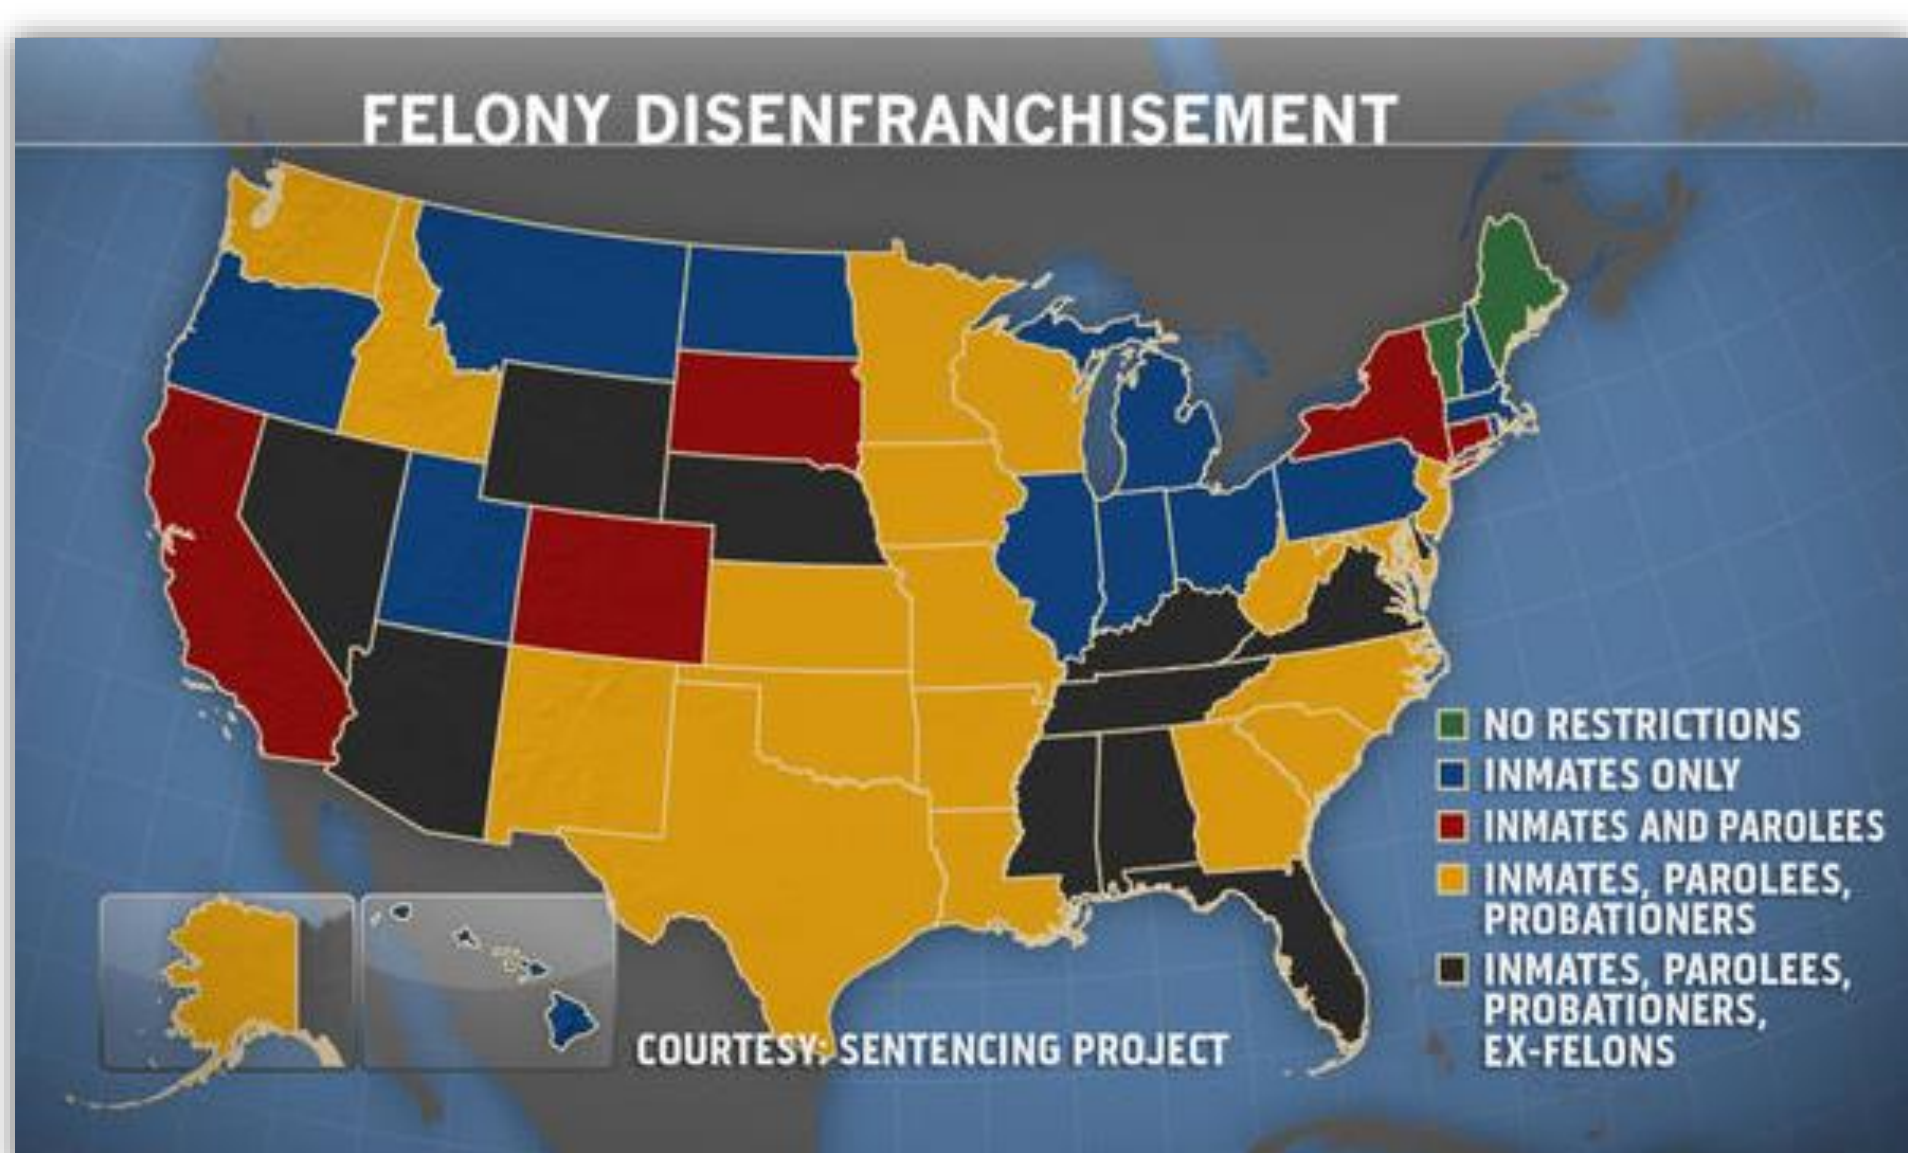 FELONY DISENFRANCHISEMENT
NO RESTRICTIONS
INMATES ONLY
INMATES AND PAROLEES
INMATES, PAROLEES,
PROBATIONERS
INMATES, PAROLEES,
PROBATIONERS,
EX-FELONS
COURTESY: SENTENCING PROJECT